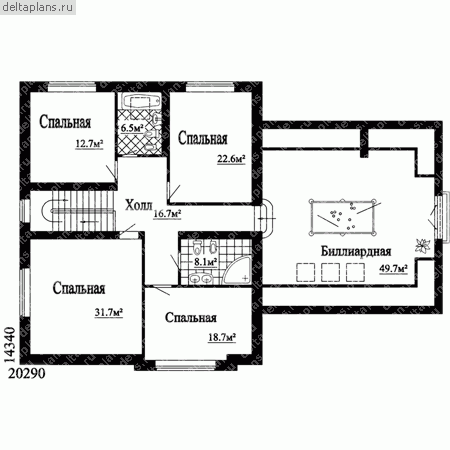 deltaplans.ru
Спальная
12.7м²
6.5м²
Спальная
22.6м²
Холл
16.7м²
Биллиардная
49.7м²
8.1м²
Спальная
31.7м²
Спальная
18.7м²
14340
20290